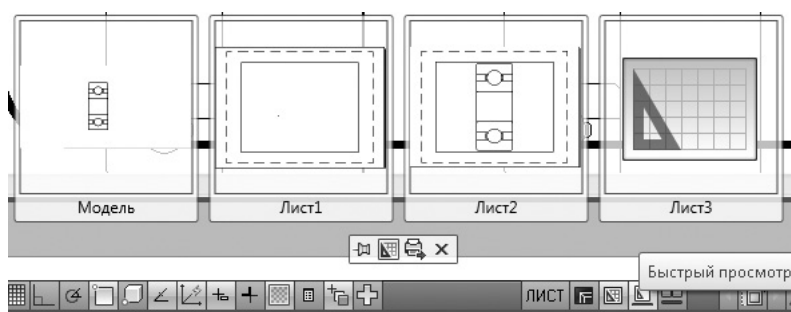 Модель Лист1 Лист2 Лист3
Быстрый просмотр
ЛИСТ